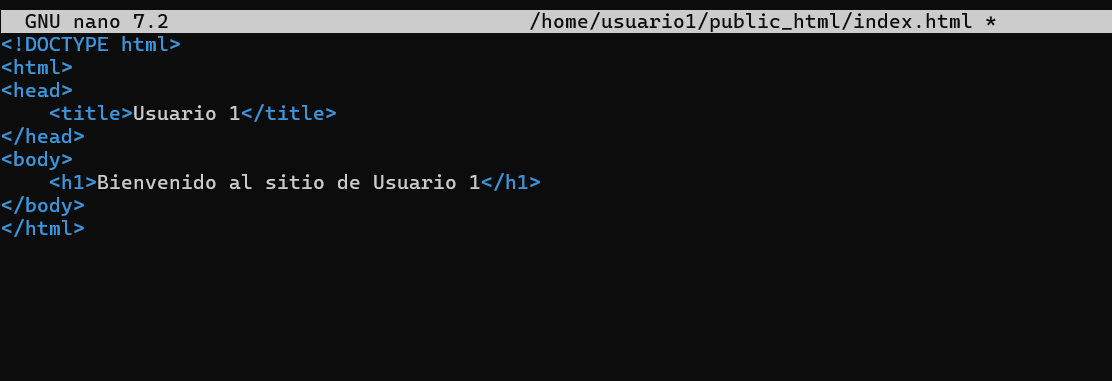 GNU nano 7.2 /home/usuario1/public_html/index.html *
<!DOCTYPE html>
<html>
<head>
    <title>Usuario 1</title>
</head>
<body>
    <h1>Bienvenido al sitio de Usuario 1</h1>
</body>
</html>